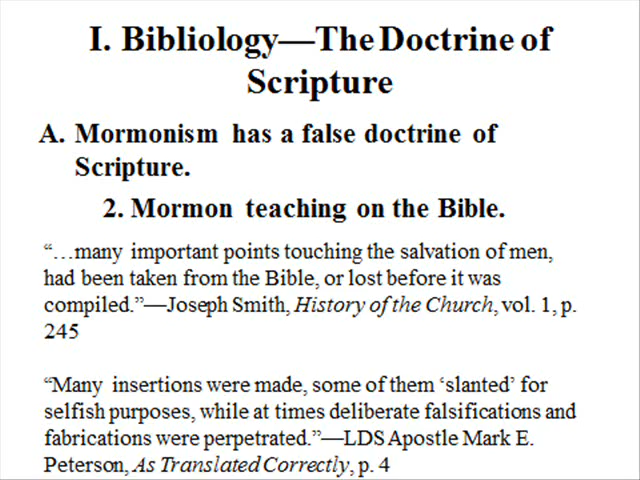 I. Bibliology—The Doctrine of
Scripture
A. Mormonism has a false doctrine of
Scripture.
2. Mormon teaching on the Bible.
“…many important points touching the salvation of men,
had been taken from the Bible, or lost before it was
compiled.”—Joseph Smith, History of the Church, vol. 1, p.
245
“Many insertions were made, some of them ‘slanted’ for
selfish purposes, while at times deliberate falsifications and
fabrications were perpetrated.”—LDS Apostle Mark E.
Peterson, As Translated Correctly, p. 4